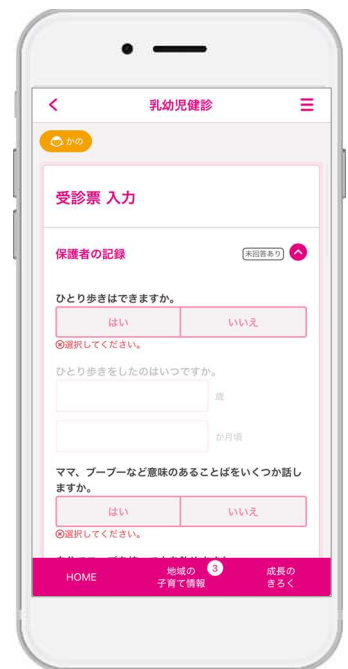 乳幼児健診
かの
受診票 入力
保護者の記録
未回答あり
ひとり歩きはできますか。
はい
いいえ
⊗選択してください。
ひとり歩きをしたのはいつですか。
歳
か月頃
ママ、ブーブーなど意味のあることばをいくつか話し
ますか。
はい
いいえ
⊗選択してください。
HOME
地域の
子育て情報
3
成長の
きろく